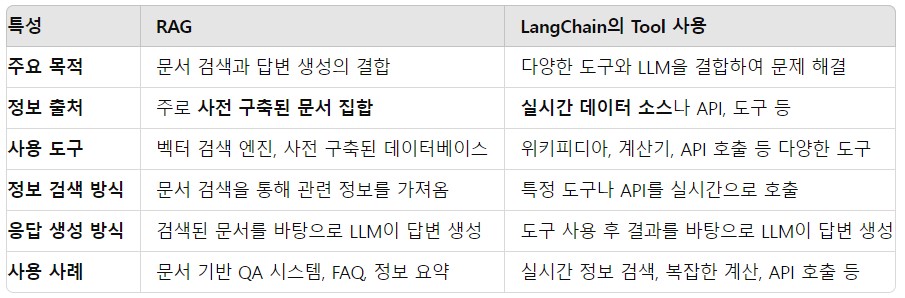 특성 RAG LangChain의 Tool 사용
주요 목적 문서 검색과 답변 생성의 결합 다양한 도구와 LLM을 결합하여 문제 해결
정보 출처 주로 사전 구축된 문서 집합 실시간 데이터 소스나 API, 도구 등
사용 도구 벡터 검색 엔진, 사전 구축된 데이터베이스 위키피디아, 계산기, API 호출 등 다양한 도구
정보 검색 방식 문서 검색을 통해 관련 정보를 가져옴 특정 도구나 API를 실시간으로 호출
응답 생성 방식 검색된 문서를 바탕으로 LLM이 답변 생성 도구 사용 후 결과를 바탕으로 LLM이 답변 생성
사용 사례 문서 기반 QA 시스템, FAQ, 정보 요약 실시간 정보 검색, 복잡한 계산, API 호출 등